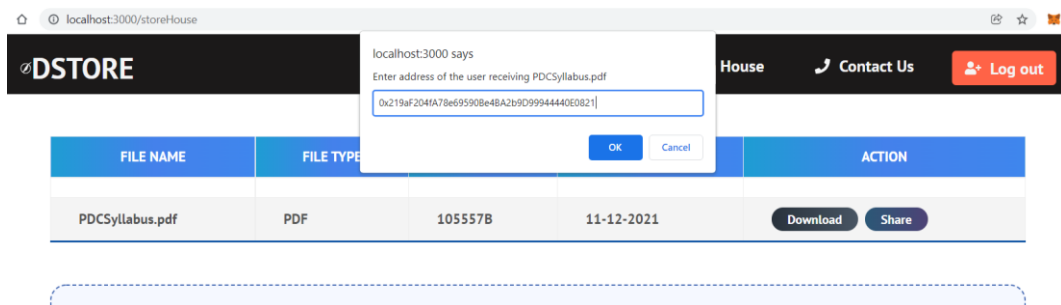 localhost:3000/storeHouse
DSTORE
localhost:3000 says
Enter address of the user receiving PDCSyllabus.pdf
0x219aF204fA78e69590Be4BA2b9D99944440E0821
OK Cancel
House Contact Us Log out
FILE NAME FILE TYPE ACTION
PDCSyllabus.pdf PDF 105557B 11-12-2021 Download Share